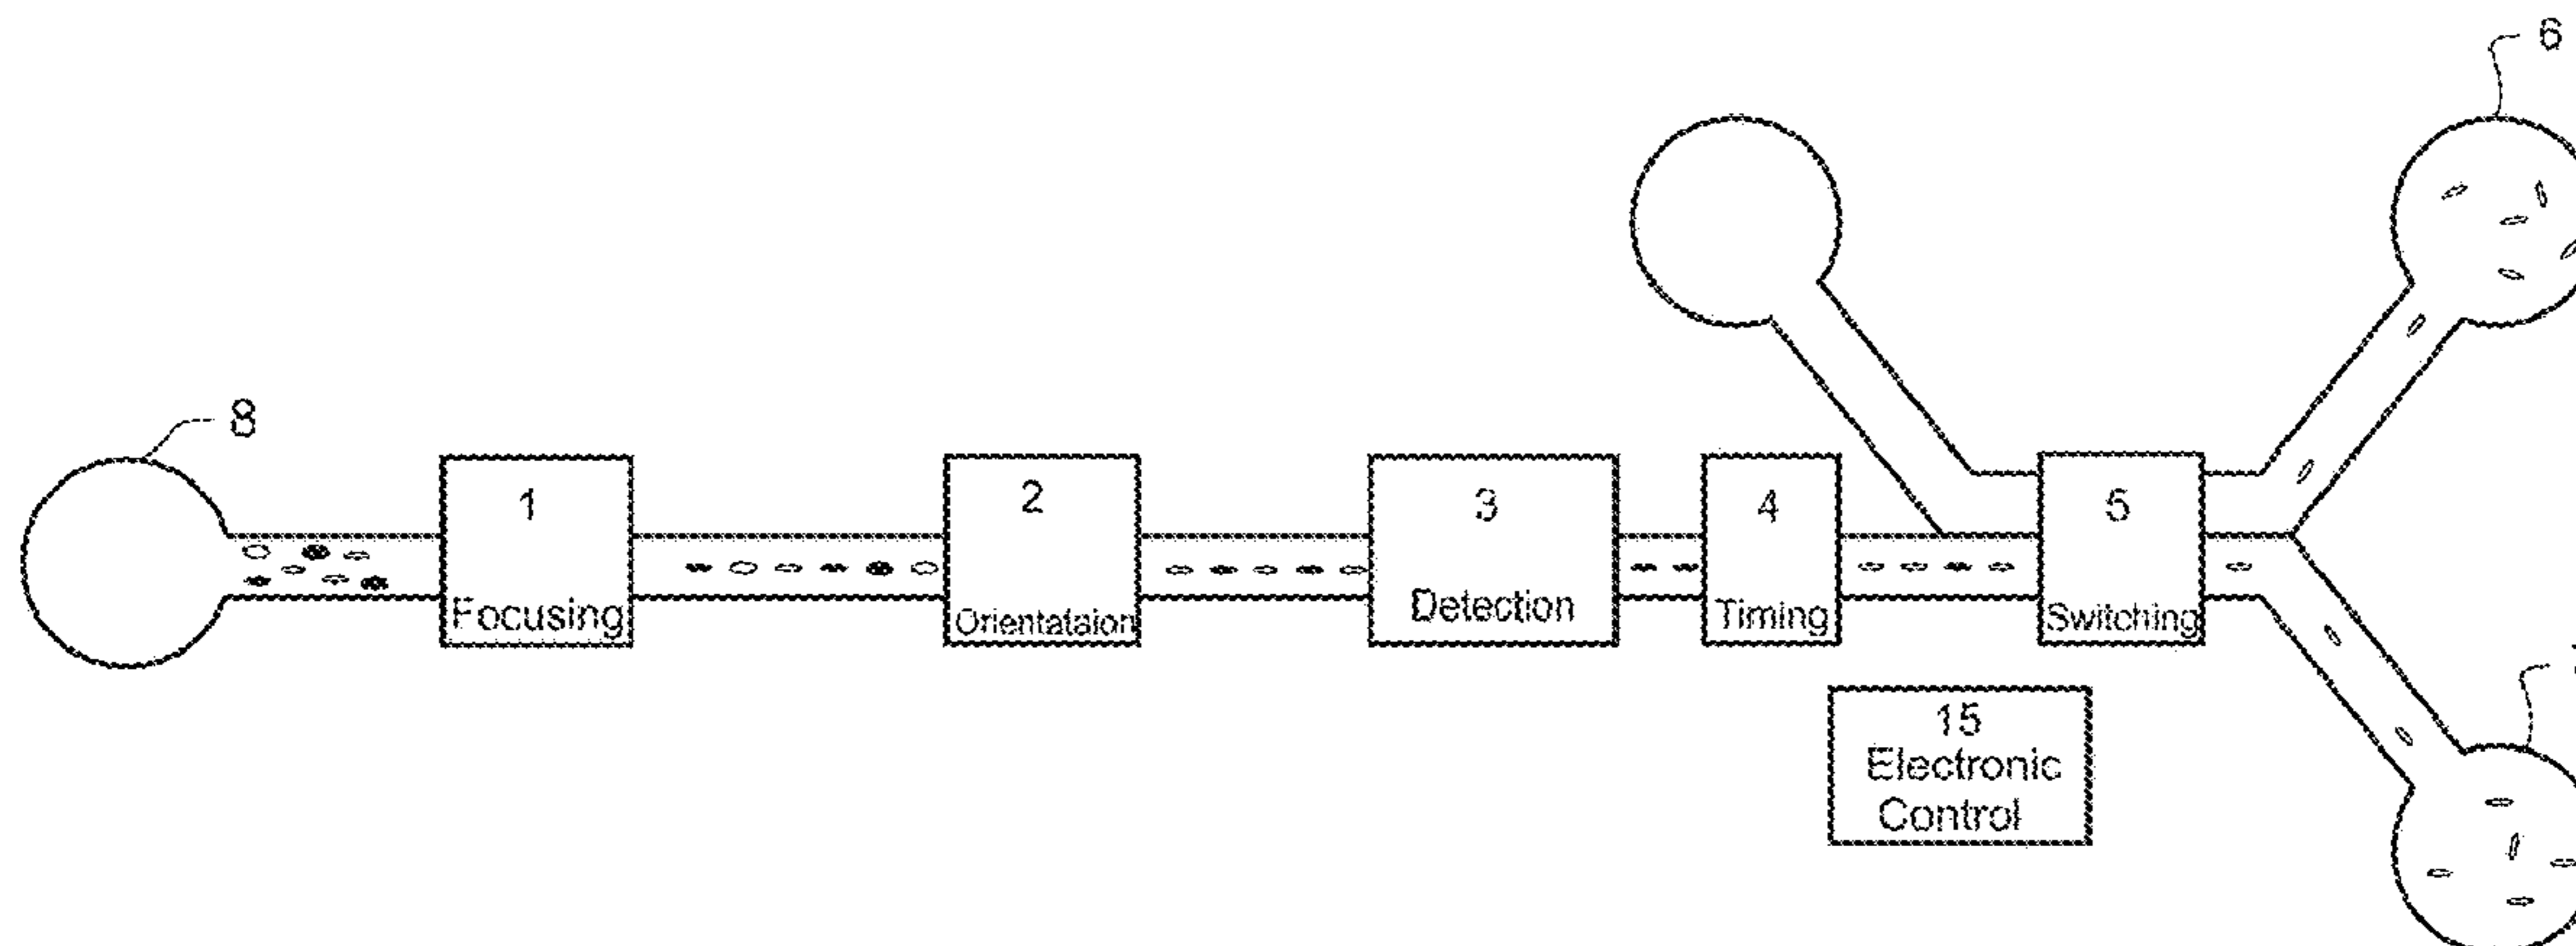 6
8
1
Focusing
2
Orientataion
3
Detection
4
Timing
5
Switching
15
Electronic
Control